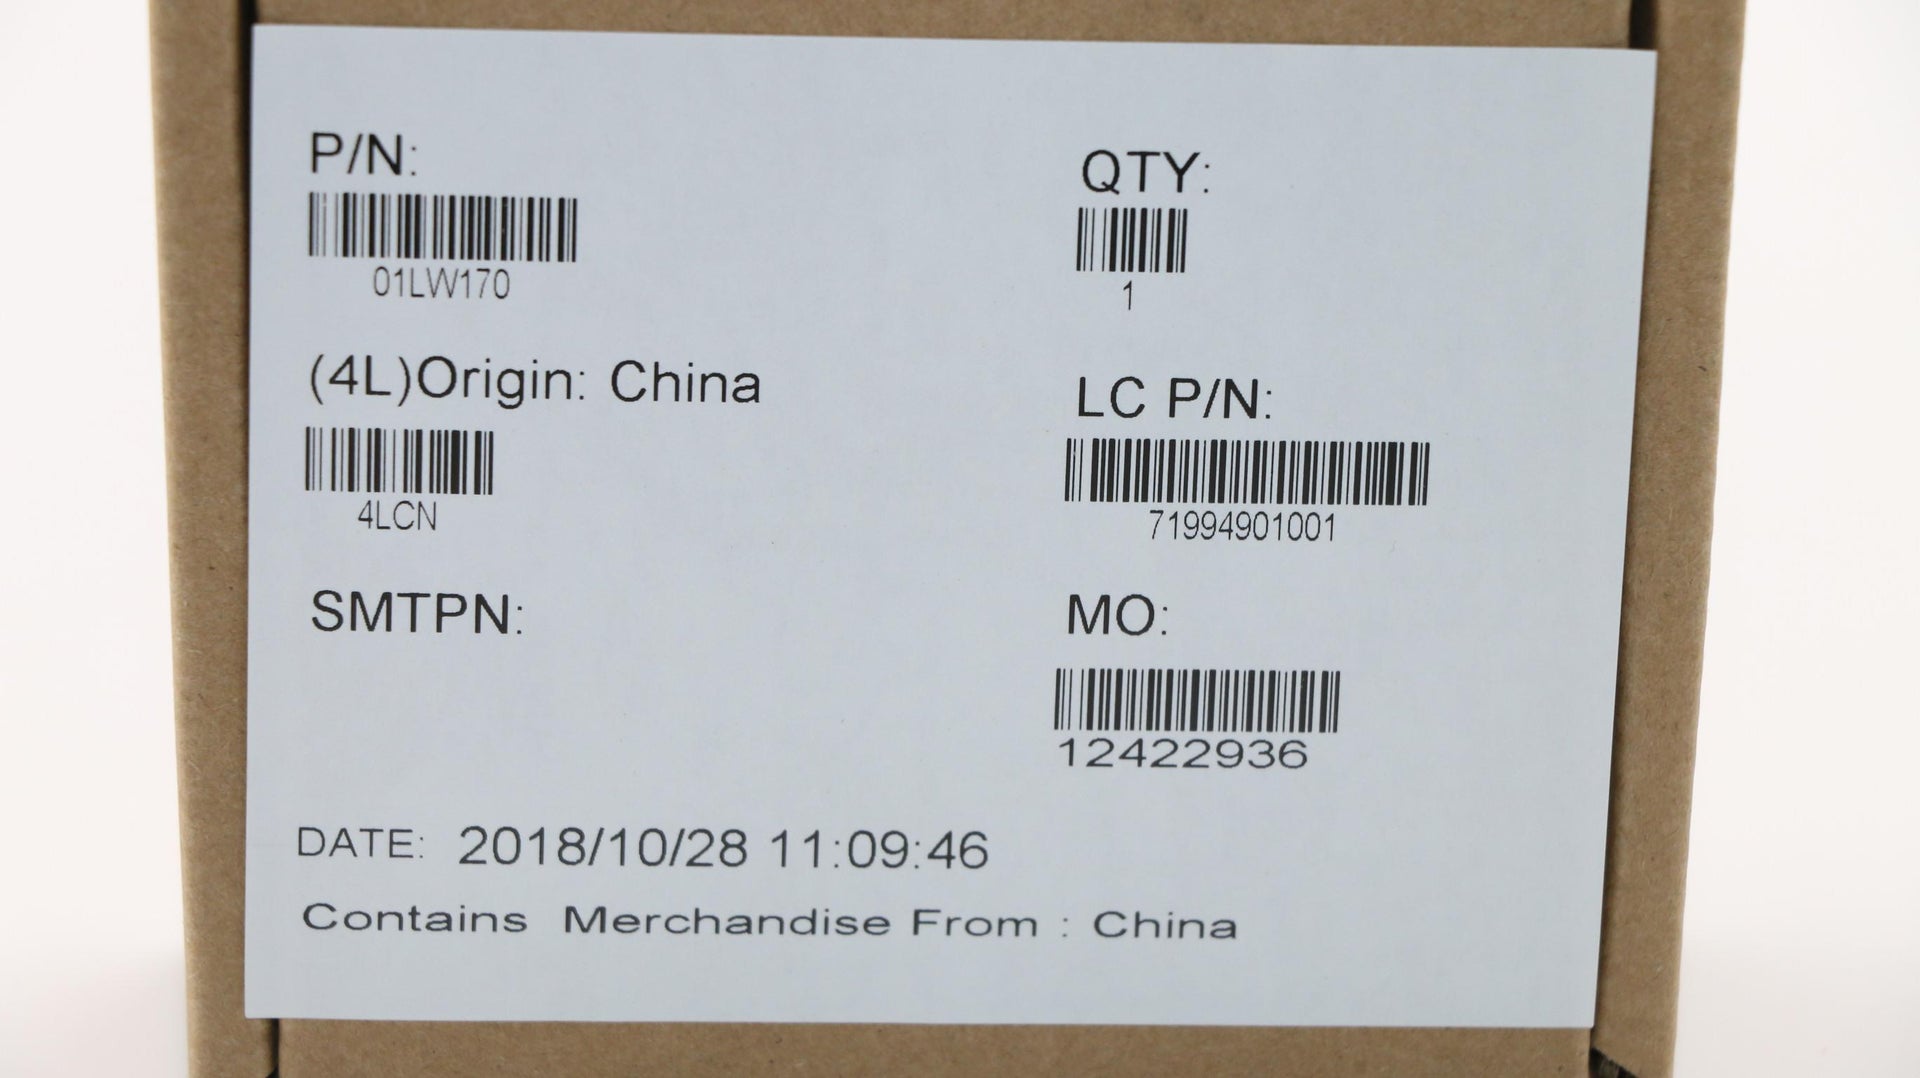 P/N:
01LW170
QTY:
1
(4L)Origin: China
4LCN
LC P/N:
71994901001
SMTPN:
MO:
12422936
DATE: 2018/10/28 11:09:46
Contains Merchandise From : China